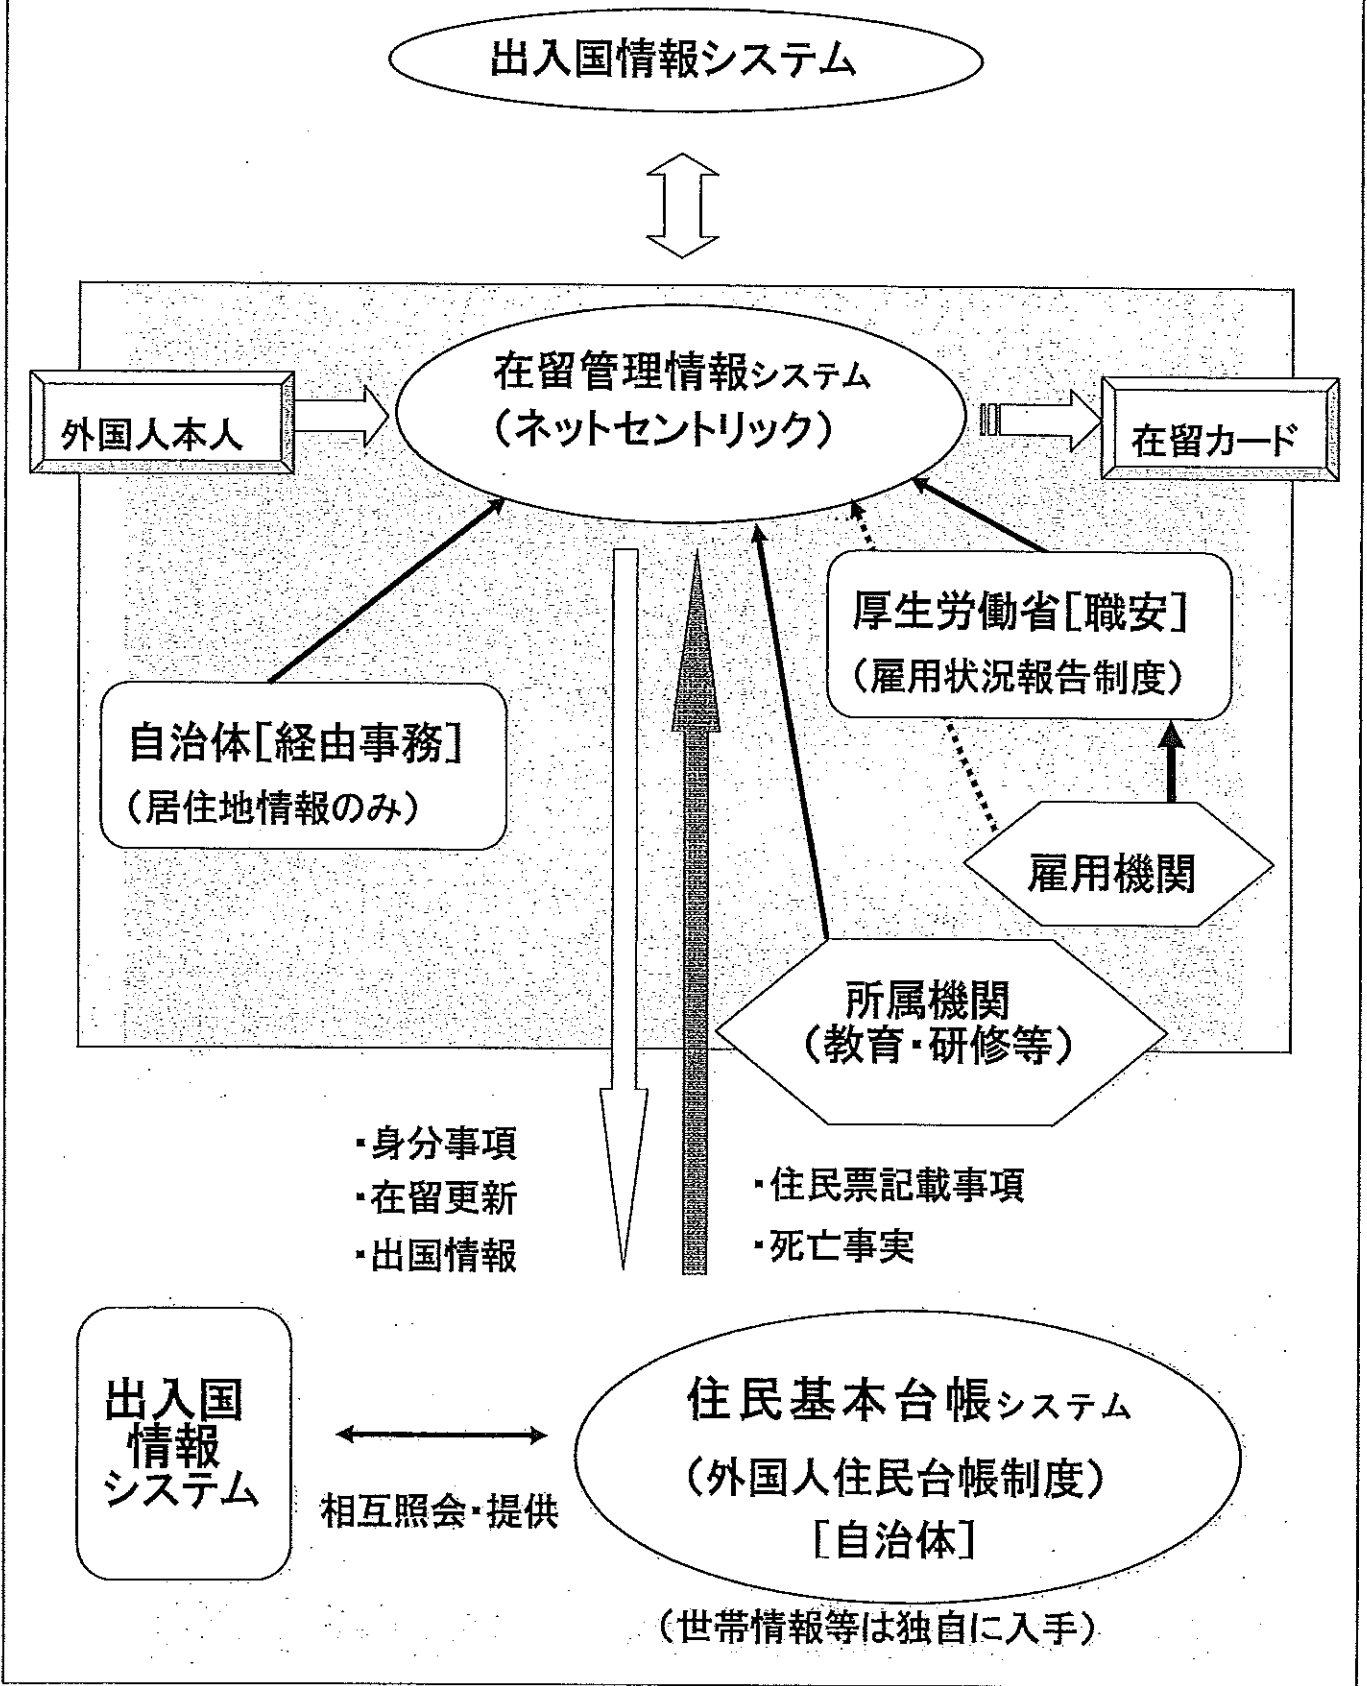 出入国情報システム
在留管理情報システム
(ネットセントリック)
外国人本人
在留カード
厚生労働省[職安]
(雇用状況報告制度)
自治体[経由事務]
(居住地情報のみ)
雇用機関
所属機関
(教育・研修等)
・身分事項
・在留更新
・出国情報
・住民票記載事項
・死亡事実
出入国
情報
システム
相互照会・提供
住民基本台帳システム
(外国人住民台帳制度)
[自治体]
(世帯情報等は独自に入手)